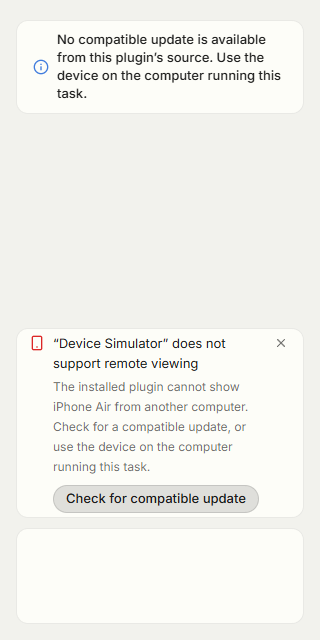 No compatible update is available
from this plugin’s source. Use the
device on the computer running this
task.
“Device Simulator” does not
support remote viewing
The installed plugin cannot show
iPhone Air from another computer.
Check for a compatible update, or
use the device on the computer
running this task.
Check for compatible update